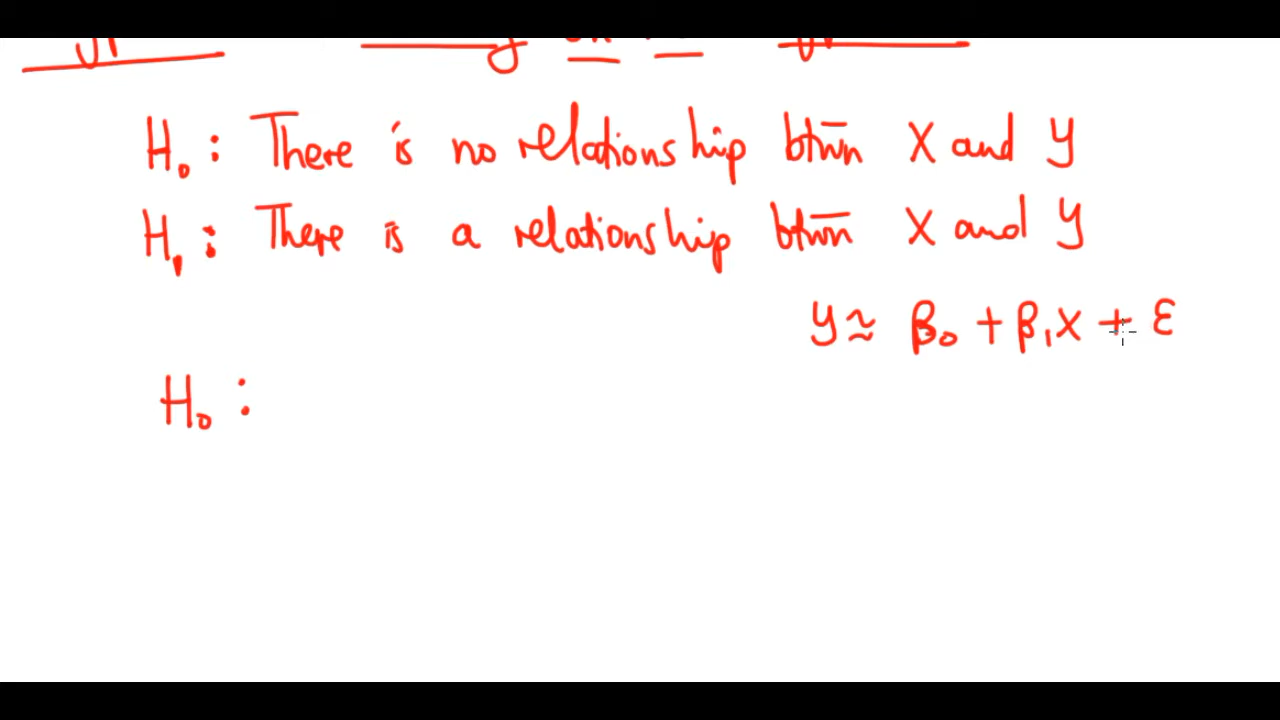 H₀ : There is no relationship btwn X and Y
H₁ : There is a relationship btwn X and Y
Y ≈ β₀ + β₁X + ε
H₀ :